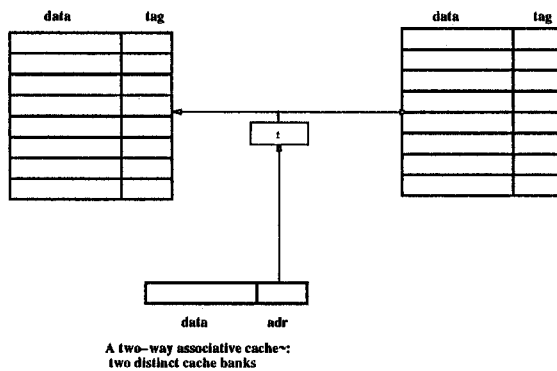 data tag
data tag
f
data adr
A two-way associative cache~:
two distinct cache banks